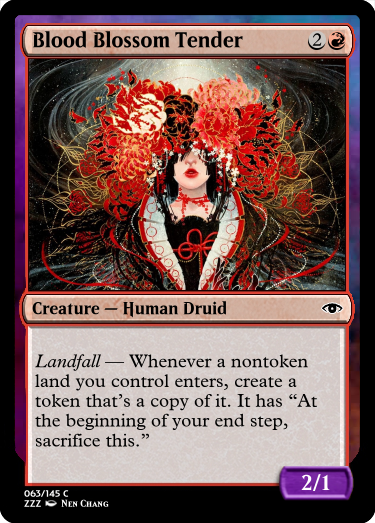 Blood Blossom Tender 2
Creature — Human Druid
Landfall — Whenever a nontoken
land you control enters, create a
token that's a copy of it. It has “At
the beginning of your end step,
sacrifice this.”
2/1
063/145 C
ZZZ Nen Chang